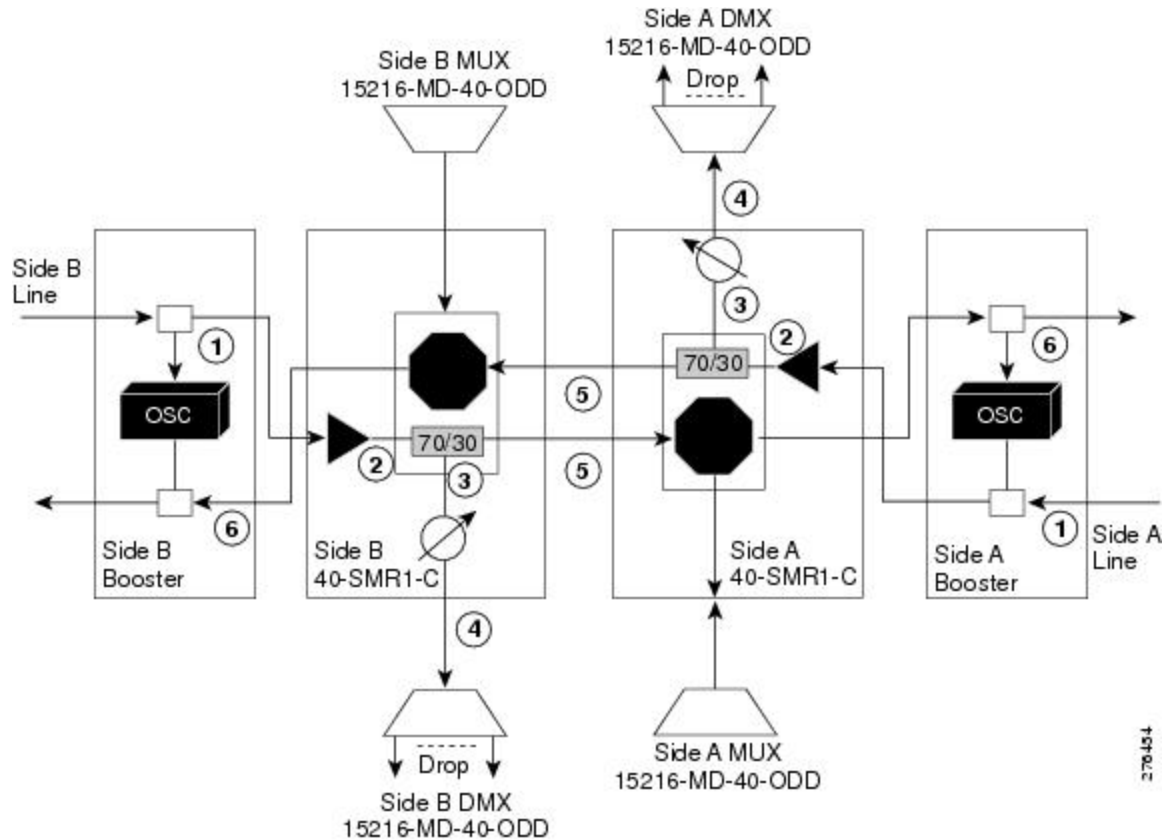 Side A DMX
15216-MD-40-ODD
Drop
Side B MUX
15216-MD-40-ODD
4
Side B
Line
3
1
2
6
70/30
5
OSC
OSC
70/30
2
3
5
6
1
Side B
Booster
Side B
40-SMR1-C
Side A
40-SMR1-C
Side A
Booster
Side A
Line
4
Drop
Side B DMX
15216-MD-40-ODD
Side A MUX
15216-MD-40-ODD
276454